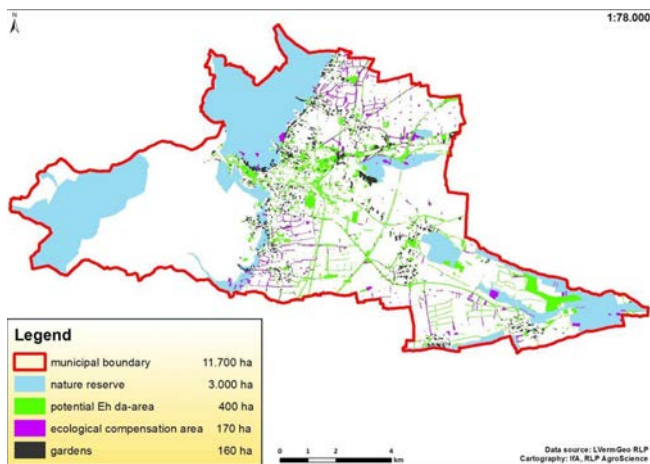 N
1:78.000
Legend
municipal boundary 11.700 ha
nature reserve 3.000 ha
potential Eh da-area 400 ha
ecological compensation area 170 ha
gardens 160 ha
0 1 2 4
km
Data source: LVermGeo RLP
Cartography: IfA, RLP AgroScience